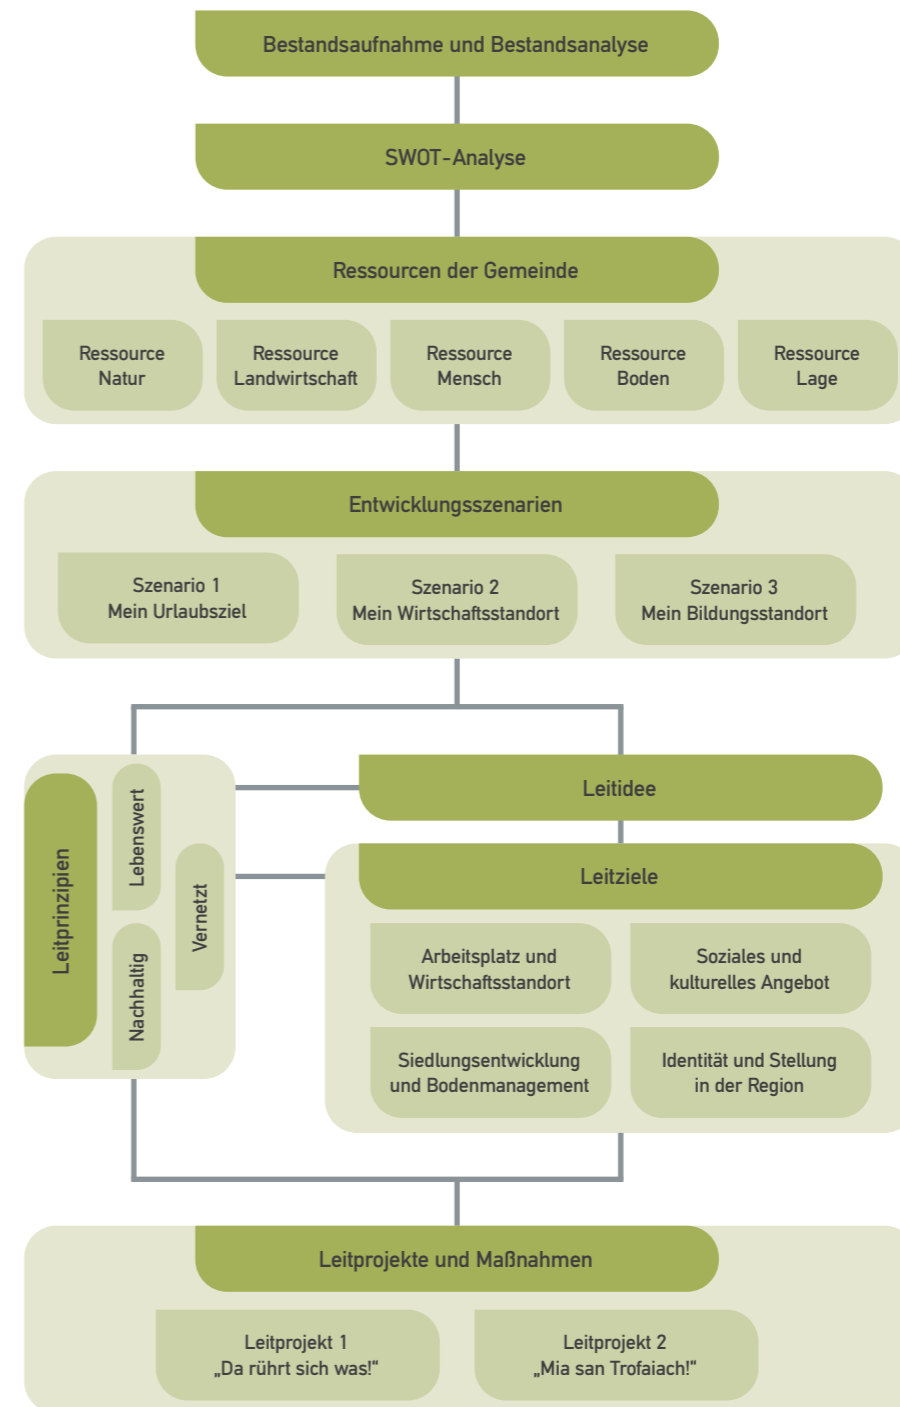 Bestandsaufnahme und Bestandsanalyse
SWOT-Analyse
Ressourcen der Gemeinde
Ressource
Natur
Ressource
Landwirtschaft
Ressource
Mensch
Ressource
Boden
Ressource
Lage
Entwicklungsszenarien
Szenario 1
Mein Urlaubsziel
Szenario 2
Mein Wirtschaftsstandort
Szenario 3
Mein Bildungsstandort
Leitprinzipien
Lebenswert
Nachhaltig
Vernetzt
Leitidee
Leitziele
Arbeitsplatz und
Wirtschaftsstandort
Soziales und
kulturelles Angebot
Siedlungsentwicklung
und Bodenmanagement
Identität und Stellung
in der Region
Leitprojekte und Maßnahmen
Leitprojekt 1
„Da rührt sich was!“
Leitprojekt 2
„Mia san Trofaiach!“